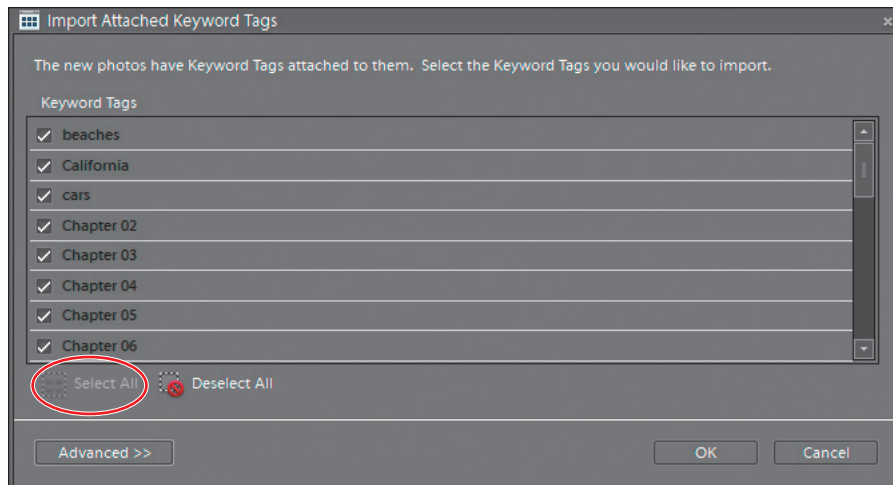 Import Attached Keyword Tags
The new photos have Keyword Tags attached to them. Select the Keyword Tags you would like to import.
Keyword Tags
beaches
California
cars
Chapter 02
Chapter 03
Chapter 04
Chapter 05
Chapter 06
Select All Deselect All
Advanced >> OK Cancel